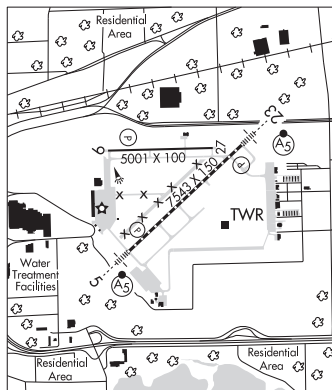 Residential
Area
23
A5
P
P
9
27
5001 X 100
P
7543 X 150
TWR
P
5
A5
Water
Treatment
Facilities
Residential
Area
Residential
Area